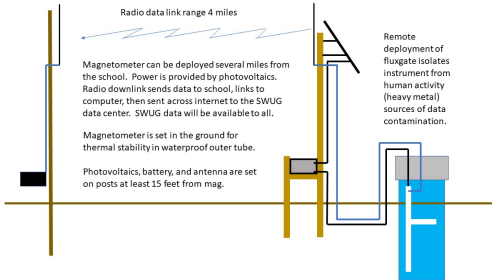 Radio data link range 4 miles
Magnetometer can be deployed several miles from
the school.  Power is provided by photovoltaics.
Radio downlink sends data to school, links to
computer, then sent across internet to the SWUG
data center.  SWUG data will be available to all.
Magnetometer is set in the ground for
thermal stability in waterproof outer tube.
Photovoltaics, battery, and antenna are set
on posts at least 15 feet from mag.
Remote
deployment of
fluxgate isolates
instrument from
human activity
(heavy metal)
sources of data
contamination.